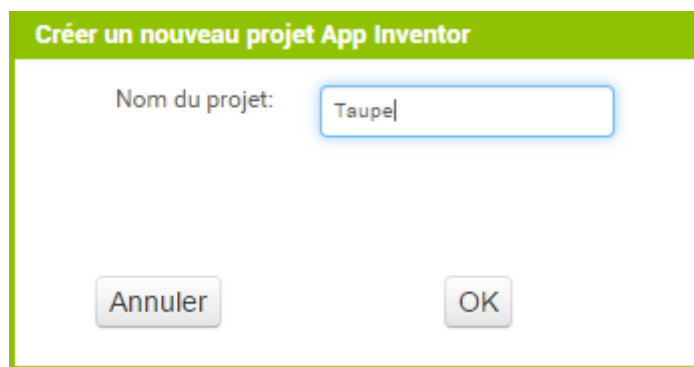 Créer un nouveau projet App Inventor
Nom du projet: Taupe
Annuler OK